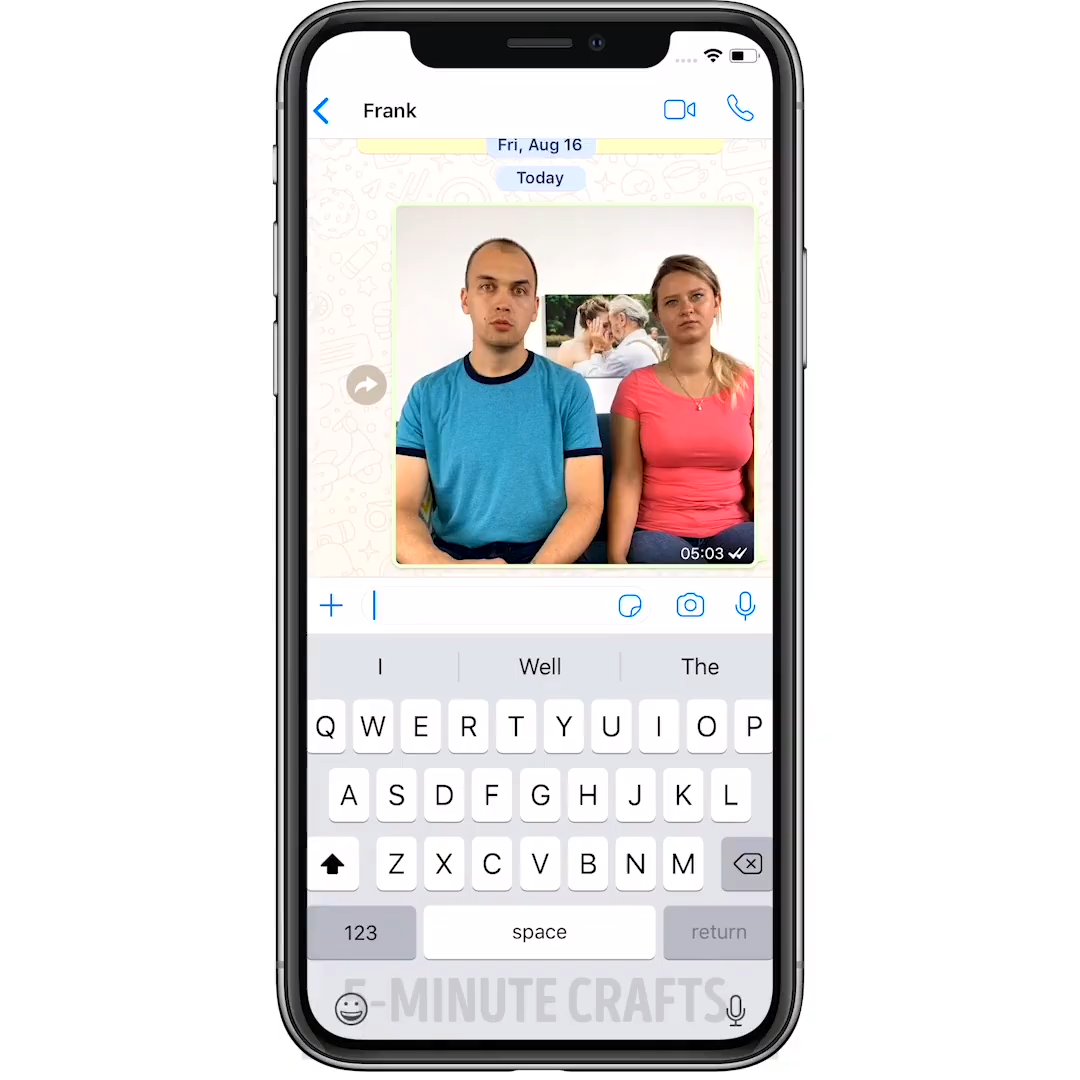 Frank
Fri, Aug 16
Today
05:03
I Well The
Q W E R T Y U I O P
A S D F G H J K L
Z X C V B N M
123 space return
5-MINUTE CRAFTS